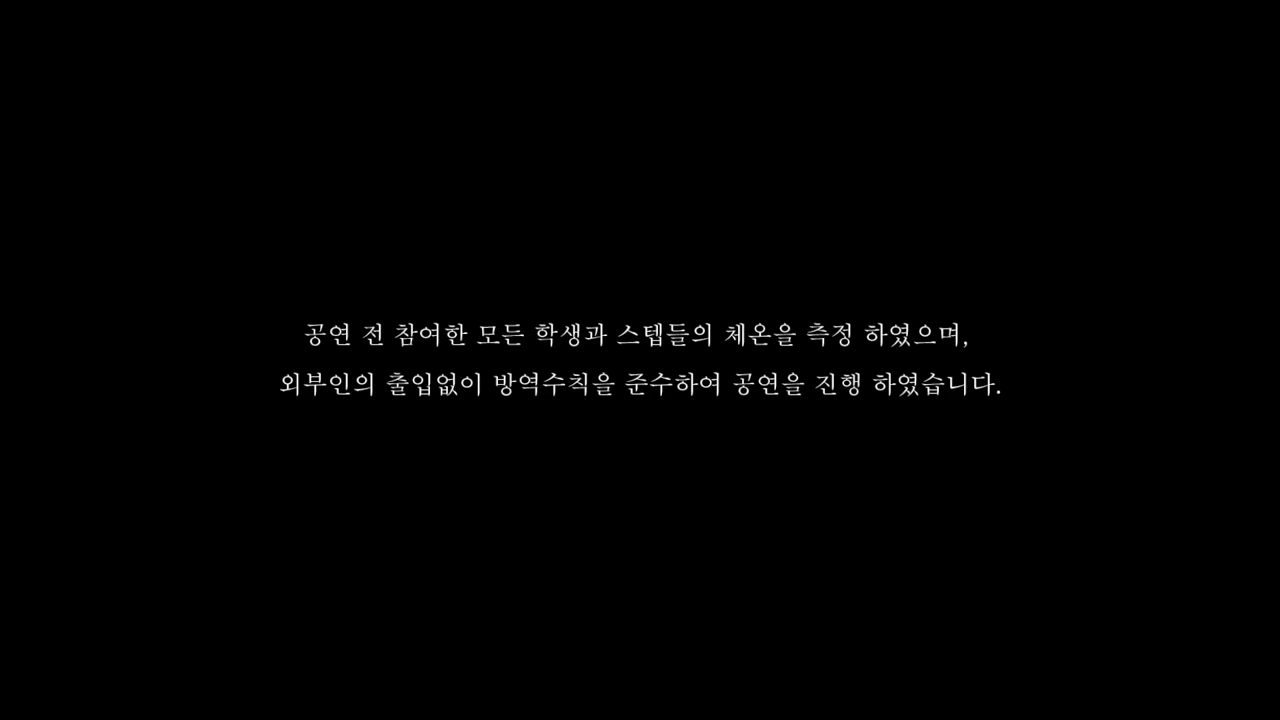 공연 전 참여한 모든 학생과 스텝들의 체온을 측정 하였으며,
외부인의 출입없이 방역수칙을 준수하여 공연을 진행 하였습니다.